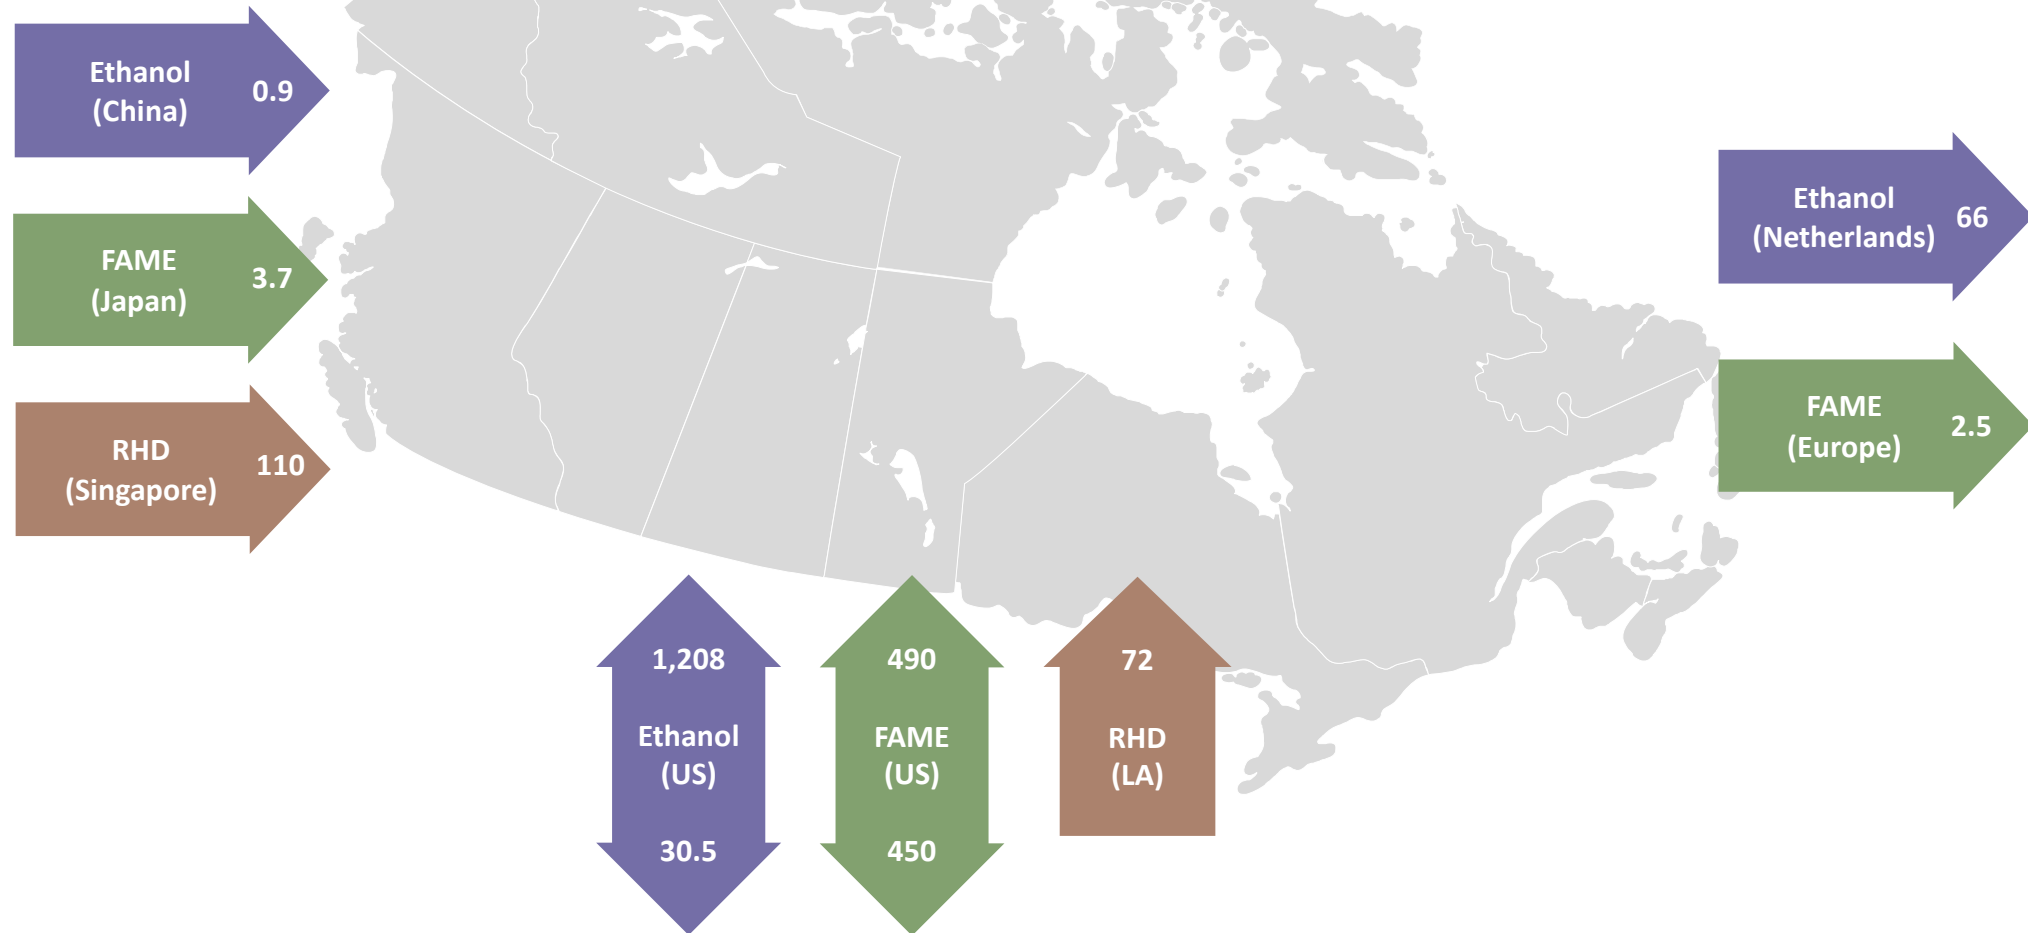 Ethanol
(China)
0.9
FAME
(Japan)
3.7
RHD
(Singapore)
110
Ethanol
(Netherlands)
66
FAME
(Europe)
2.5
1,208
Ethanol
(US)
30.5
490
FAME
(US)
450
72
RHD
(LA)